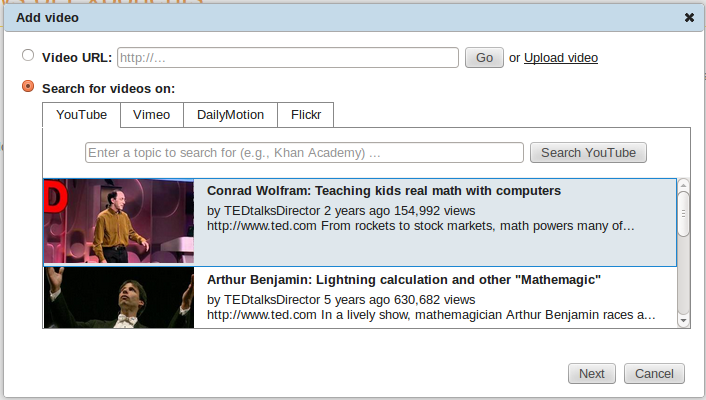 Add video ✖
Video URL: http://... Go or Upload video
Search for videos on:
YouTube Vimeo DailyMotion Flickr
Enter a topic to search for (e.g., Khan Academy) ... Search YouTube
Conrad Wolfram: Teaching kids real math with computers
by TEDtalksDirector 2 years ago 154,992 views
http://www.ted.com From rockets to stock markets, math powers many of…
Arthur Benjamin: Lightning calculation and other "Mathemagic"
by TEDtalksDirector 5 years ago 630,682 views
http://www.ted.com In a lively show, mathemagician Arthur Benjamin races a…
Next Cancel